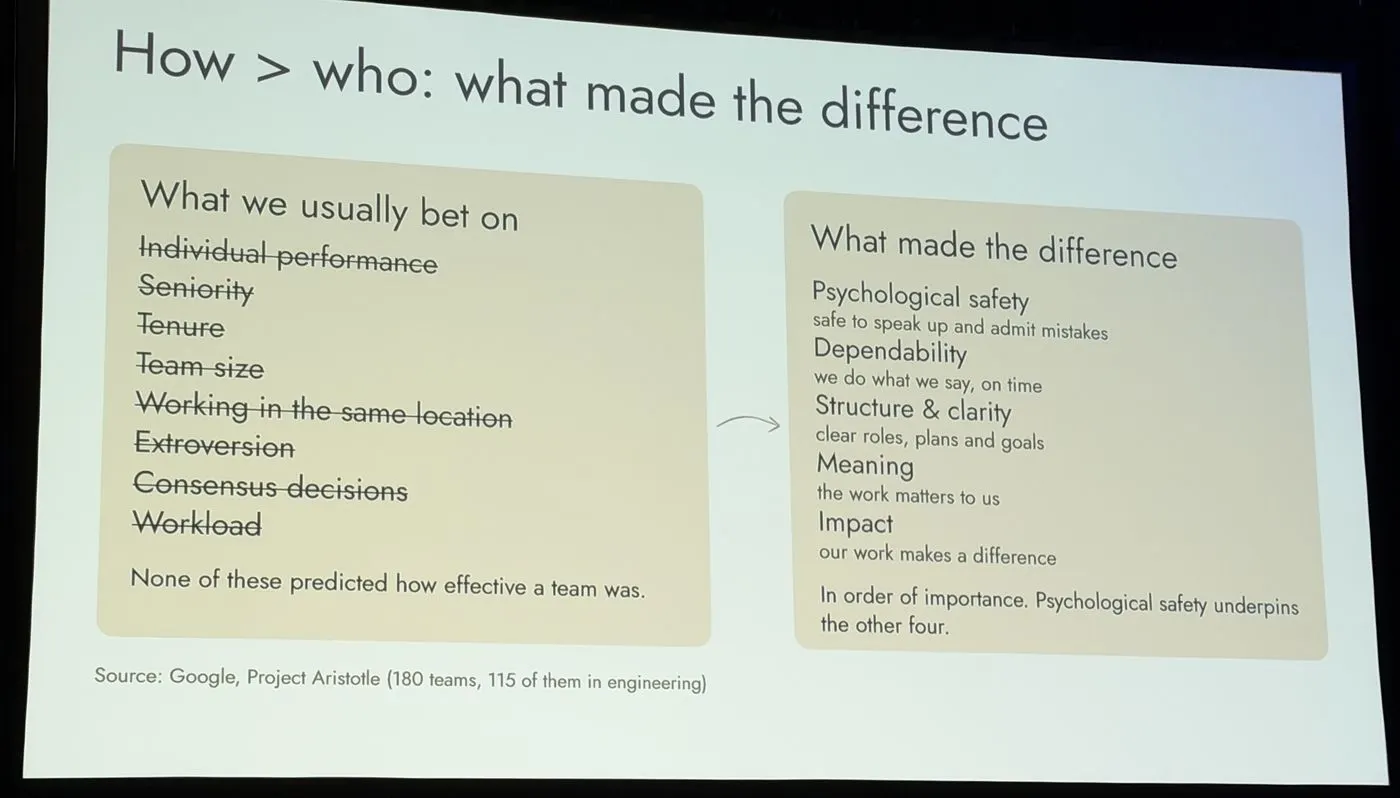 How > who: what made the difference
What we usually bet on
Individual performance
Seniority
Tenure
Team size
Working in the same location
Extroversion
Consensus decisions
Workload
None of these predicted how effective a team was.
What made the difference
Psychological safety
safe to speak up and admit mistakes
Dependability
we do what we say, on time
Structure & clarity
clear roles, plans and goals
Meaning
the work matters to us
Impact
our work makes a difference
In order of importance. Psychological safety underpins
the other four.
Source: Google, Project Aristotle (180 teams, 115 of them in engineering)